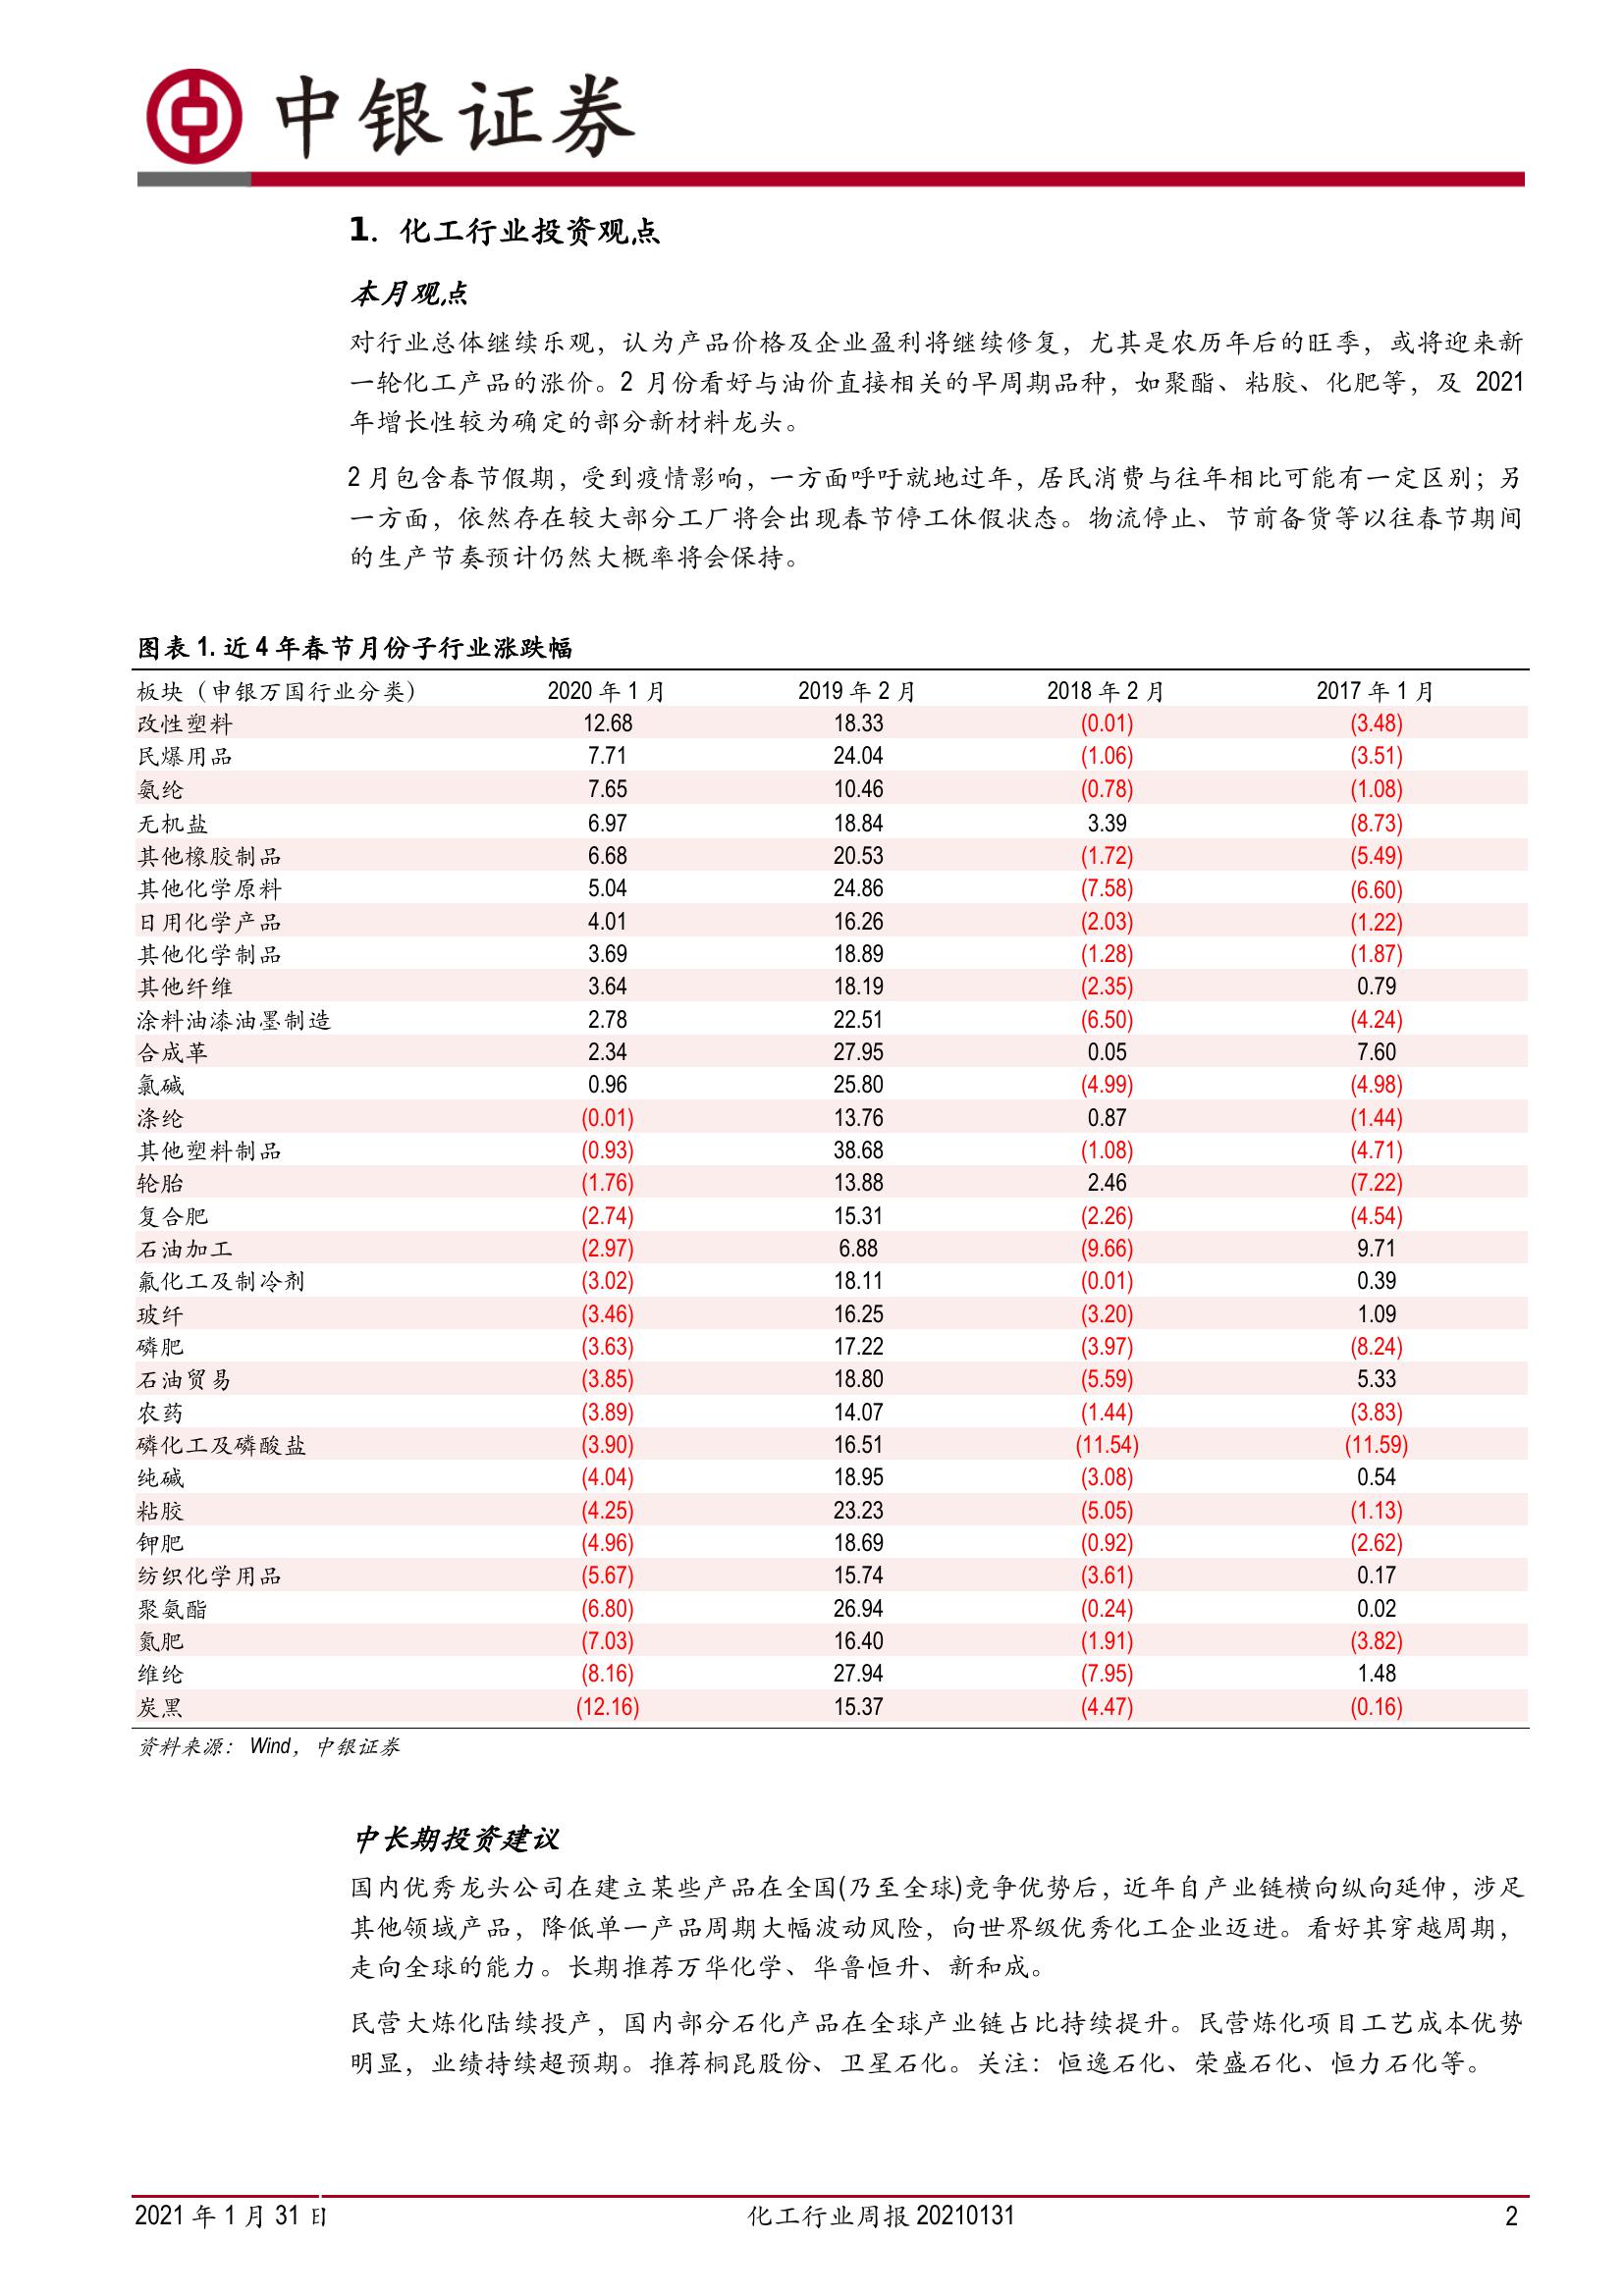 中银证券
1. 化工行业投资观点
本月观点
对行业总体继续乐观，认为产品价格及企业盈利将继续修复，尤其是农历年后的旺季，或将迎来新
一轮化工产品的涨价。2 月份看好与油价直接相关的早周期品种，如聚酯、粘胶、化肥等，及 2021
年增长性较为确定的部分新材料龙头。
2 月包含春节假期，受到疫情影响，一方面呼吁就地过年，居民消费与往年相比可能有一定区别；另
一方面，依然存在较大部分工厂将会出现春节停工休假状态。物流停止、节前备货等以往春节期间
的生产节奏预计仍然大概率将会保持。
图表 1. 近 4 年春节月份子行业涨跌幅
板块（申银万国行业分类） 2020 年 1 月 2019 年 2 月 2018 年 2 月 2017 年 1 月
改性塑料 12.68 18.33 (0.01) (3.48)
民爆用品 7.71 24.04 (1.06) (3.51)
氨纶 7.65 10.46 (0.78) (1.08)
无机盐 6.97 18.84 3.39 (8.73)
其他橡胶制品 6.68 20.53 (1.72) (5.49)
其他化学原料 5.04 24.86 (7.58) (6.60)
日用化学产品 4.01 16.26 (2.03) (1.22)
其他化学制品 3.69 18.89 (1.28) (1.87)
其他纤维 3.64 18.19 (2.35) 0.79
涂料油漆油墨制造 2.78 22.51 (6.50) (4.24)
合成革 2.34 27.95 0.05 7.60
氯碱 0.96 25.80 (4.99) (4.98)
涤纶 (0.01) 13.76 0.87 (1.44)
其他塑料制品 (0.93) 38.68 (1.08) (4.71)
轮胎 (1.76) 13.88 2.46 (7.22)
复合肥 (2.74) 15.31 (2.26) (4.54)
石油加工 (2.97) 6.88 (9.66) 9.71
氟化工及制冷剂 (3.02) 18.11 (0.01) 0.39
玻纤 (3.46) 16.25 (3.20) 1.09
磷肥 (3.63) 17.22 (3.97) (8.24)
石油贸易 (3.85) 18.80 (5.59) 5.33
农药 (3.89) 14.07 (1.44) (3.83)
磷化工及磷酸盐 (3.90) 16.51 (11.54) (11.59)
纯碱 (4.04) 18.95 (3.08) 0.54
粘胶 (4.25) 23.23 (5.05) (1.13)
钾肥 (4.96) 18.69 (0.92) (2.62)
纺织化学用品 (5.67) 15.74 (3.61) 0.17
聚氨酯 (6.80) 26.94 (0.24) 0.02
氮肥 (7.03) 16.40 (1.91) (3.82)
维纶 (8.16) 27.94 (7.95) 1.48
炭黑 (12.16) 15.37 (4.47) (0.16)
资料来源： Wind，中银证券
中长期投资建议
国内优秀龙头公司在建立某些产品在全国(乃至全球)竞争优势后，近年自产业链横向纵向延伸，涉足
其他领域产品，降低单一产品周期大幅波动风险，向世界级优秀化工企业迈进。看好其穿越周期，
走向全球的能力。长期推荐万华化学、华鲁恒升、新和成。
民营大炼化陆续投产，国内部分石化产品在全球产业链占比持续提升。民营炼化项目工艺成本优势
明显，业绩持续超预期。推荐桐昆股份、卫星石化。关注：恒逸石化、荣盛石化、恒力石化等。
2021 年 1 月 31 日 化工行业周报 20210131 2